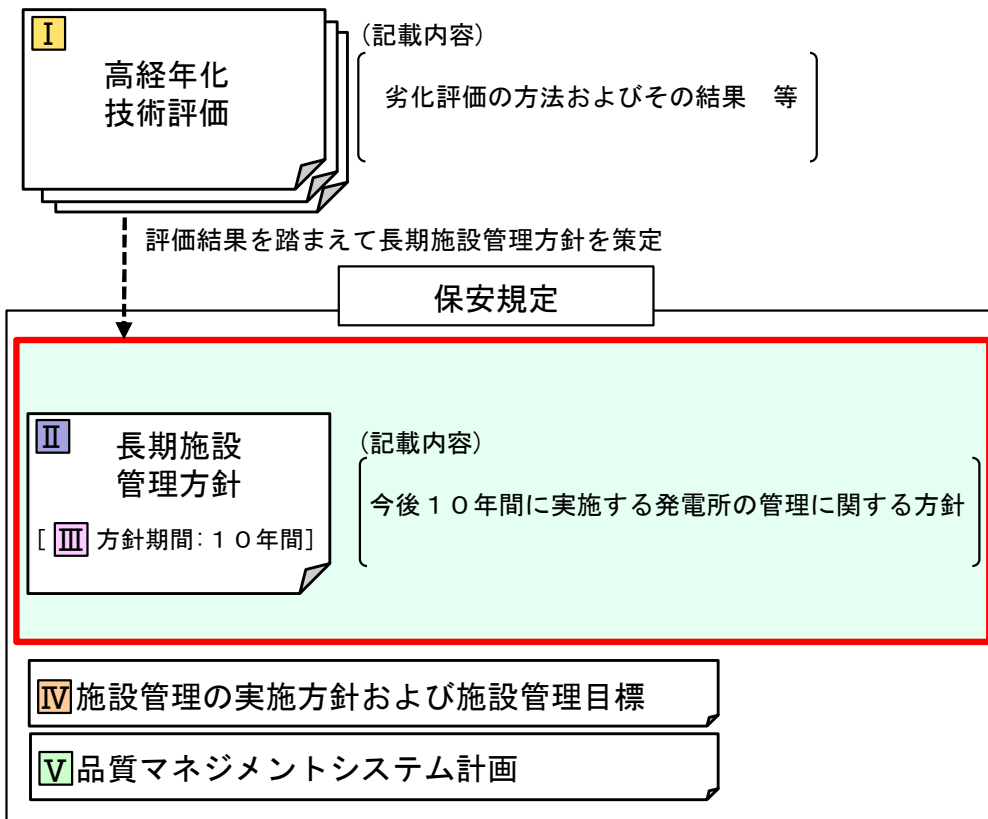 Ⅰ
(記載内容)
高経年化
技術評価
劣化評価の方法およびその結果　等
評価結果を踏まえて長期施設管理方針を策定
保安規定
Ⅱ
長期施設
管理方針
[Ⅲ 方針期間:１０年間]
(記載内容)
今後１０年間に実施する発電所の管理に関する方針
Ⅳ施設管理の実施方針および施設管理目標
Ⅴ品質マネジメントシステム計画